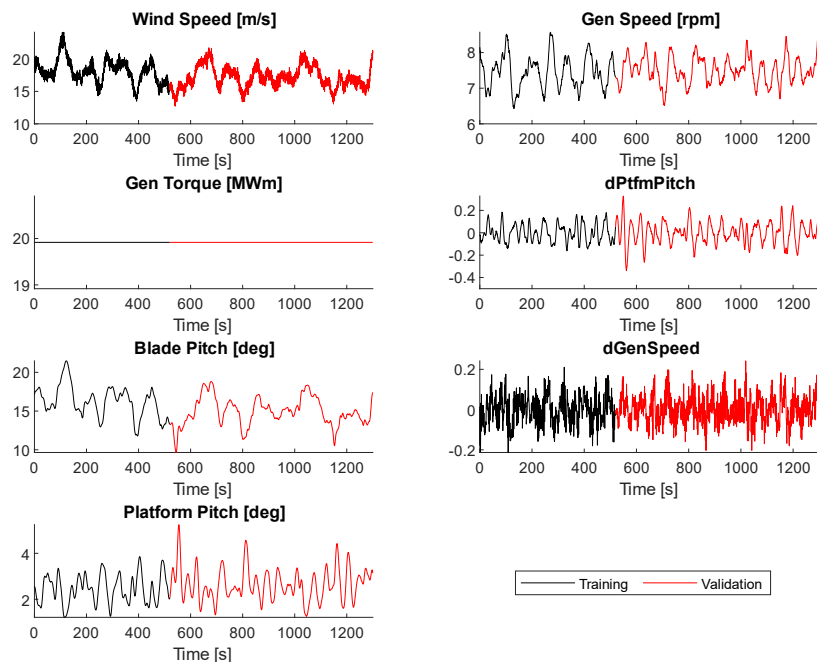 Wind Speed [m/s]
20
15
10
0 200 400 600 800 1000 1200
Time [s]
Gen Speed [rpm]
8
7
6
0 200 400 600 800 1000 1200
Time [s]
Gen Torque [MWm]
20
19
0 200 400 600 800 1000 1200
Time [s]
dPtfmPitch
0.2
0
-0.2
-0.4
0 200 400 600 800 1000 1200
Time [s]
Blade Pitch [deg]
20
15
10
0 200 400 600 800 1000 1200
Time [s]
dGenSpeed
0.2
0
-0.2
0 200 400 600 800 1000 1200
Time [s]
Platform Pitch [deg]
4
2
0 200 400 600 800 1000 1200
Time [s]
Training Validation